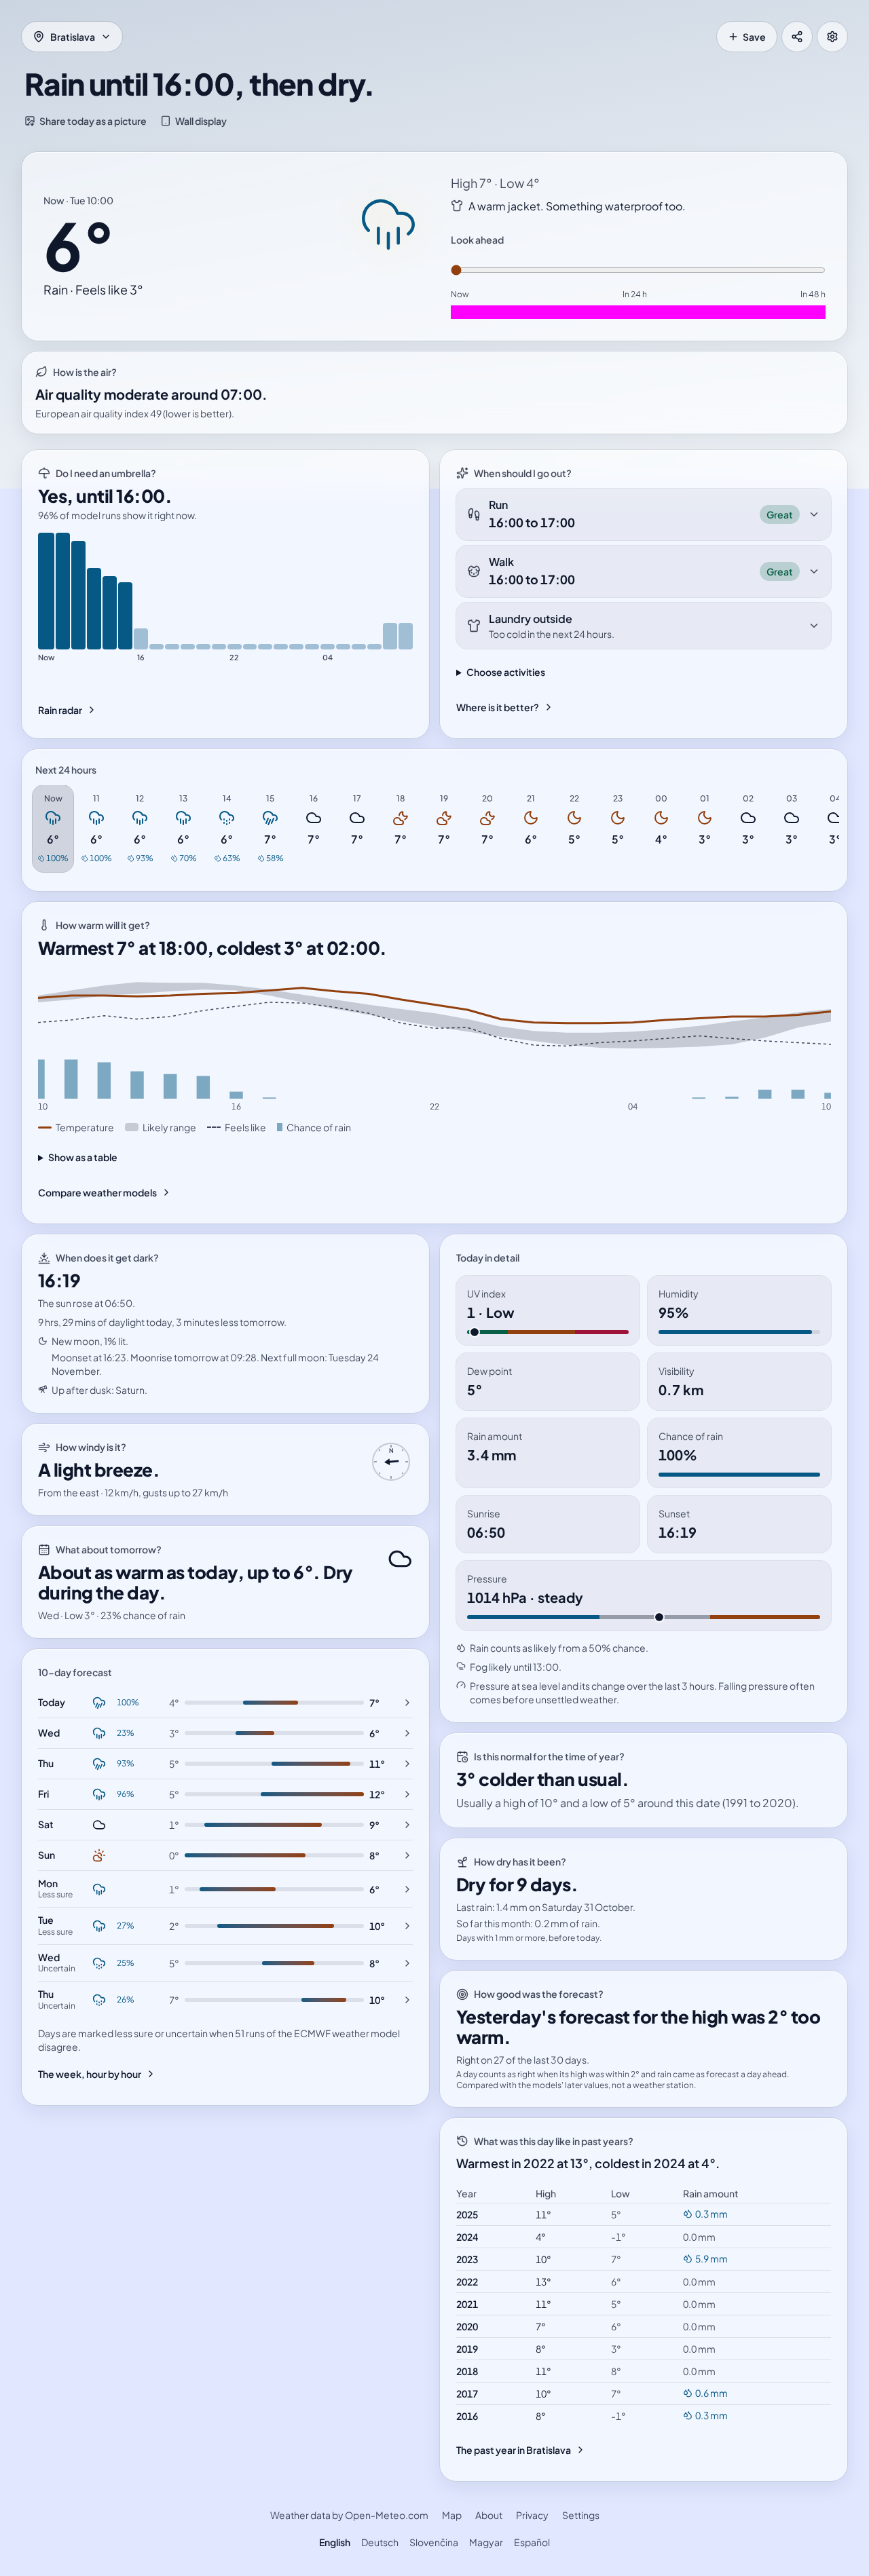 Bratislava
Save
Rain until 16:00, then dry.
Share today as a picture
Wall display
Now · Tue 10:00
6°
Rain · Feels like 3°
High 7° · Low 4°
A warm jacket. Something waterproof too.
Look ahead
Now In 24 h In 48 h
How is the air?
Air quality moderate around 07:00.
European air quality index 49 (lower is better).
Do I need an umbrella?
Yes, until 16:00.
96% of model runs show it right now.
Now 16 22 04
Rain radar
When should I go out?
Run
16:00 to 17:00
Great
Walk
16:00 to 17:00
Great
Laundry outside
Too cold in the next 24 hours.
Choose activities
Where is it better?
Next 24 hours
Now 11 12 13 14 15 16 17 18 19 20 21 22 23 00 01 02 03 04
6° 6° 6° 6° 6° 7° 7° 7° 7° 7° 7° 6° 5° 5° 4° 3° 3° 3° 3°
100% 100% 93% 70% 63% 58%
How warm will it get?
Warmest 7° at 18:00, coldest 3° at 02:00.
10 16 22 04 10
Temperature Likely range Feels like Chance of rain
Show as a table
Compare weather models
When does it get dark?
16:19
The sun rose at 06:50.
9 hrs, 29 mins of daylight today, 3 minutes less tomorrow.
New moon, 1% lit.
Moonset at 16:23. Moonrise tomorrow at 09:28. Next full moon: Tuesday 24
November.
Up after dusk: Saturn.
How windy is it?
A light breeze.
From the east · 12 km/h, gusts up to 27 km/h
N
What about tomorrow?
About as warm as today, up to 6°. Dry
during the day.
Wed · Low 3° · 23% chance of rain
10-day forecast
Today 100% 4° 7°
Wed 23% 3° 6°
Thu 93% 5° 11°
Fri 96% 5° 12°
Sat 1° 9°
Sun 0° 8°
Mon
Less sure
1° 6°
Tue
Less sure
27% 2° 10°
Wed
Uncertain
25% 5° 8°
Thu
Uncertain
26% 7° 10°
Days are marked less sure or uncertain when 51 runs of the ECMWF weather model
disagree.
The week, hour by hour
Today in detail
UV index
1 · Low
Humidity
95%
Dew point
5°
Visibility
0.7 km
Rain amount
3.4 mm
Chance of rain
100%
Sunrise
06:50
Sunset
16:19
Pressure
1014 hPa · steady
Rain counts as likely from a 50% chance.
Fog likely until 13:00.
Pressure at sea level and its change over the last 3 hours. Falling pressure often
comes before unsettled weather.
Is this normal for the time of year?
3° colder than usual.
Usually a high of 10° and a low of 5° around this date (1991 to 2020).
How dry has it been?
Dry for 9 days.
Last rain: 1.4 mm on Saturday 31 October.
So far this month: 0.2 mm of rain.
Days with 1 mm or more, before today.
How good was the forecast?
Yesterday's forecast for the high was 2° too
warm.
Right on 27 of the last 30 days.
A day counts as right when its high was within 2° and rain came as forecast a day ahead.
Compared with the models' later values, not a weather station.
What was this day like in past years?
Warmest in 2022 at 13°, coldest in 2024 at 4°.
Year High Low Rain amount
2025 11° 5° 0.3 mm
2024 4° -1° 0.0 mm
2023 10° 7° 5.9 mm
2022 13° 6° 0.0 mm
2021 11° 5° 0.0 mm
2020 7° 6° 0.0 mm
2019 8° 3° 0.0 mm
2018 11° 8° 0.0 mm
2017 10° 7° 0.6 mm
2016 8° -1° 0.3 mm
The past year in Bratislava
Weather data by Open-Meteo.com Map About Privacy Settings
English Deutsch Slovenčina Magyar Español